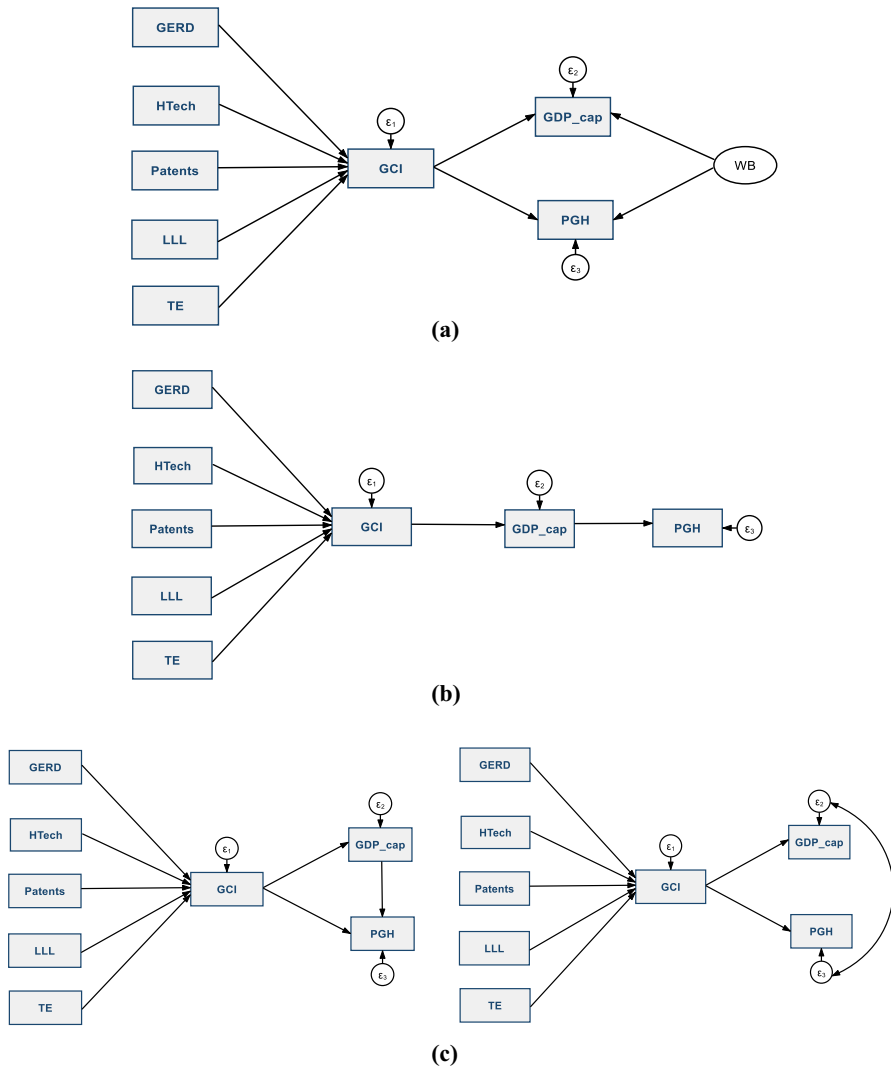 GERD
HTech
Patents
LLL
TE
ε₁
GCI
ε₂
GDP_cap
WB
PGH
ε₃
(a)
GERD
HTech
Patents
LLL
TE
ε₁
GCI
ε₂
GDP_cap
PGH
ε₃
(b)
GERD
HTech
Patents
LLL
TE
ε₁
GCI
ε₂
GDP_cap
PGH
ε₃
GERD
HTech
Patents
LLL
TE
ε₁
GCI
ε₂
GDP_cap
PGH
ε₃
(c)